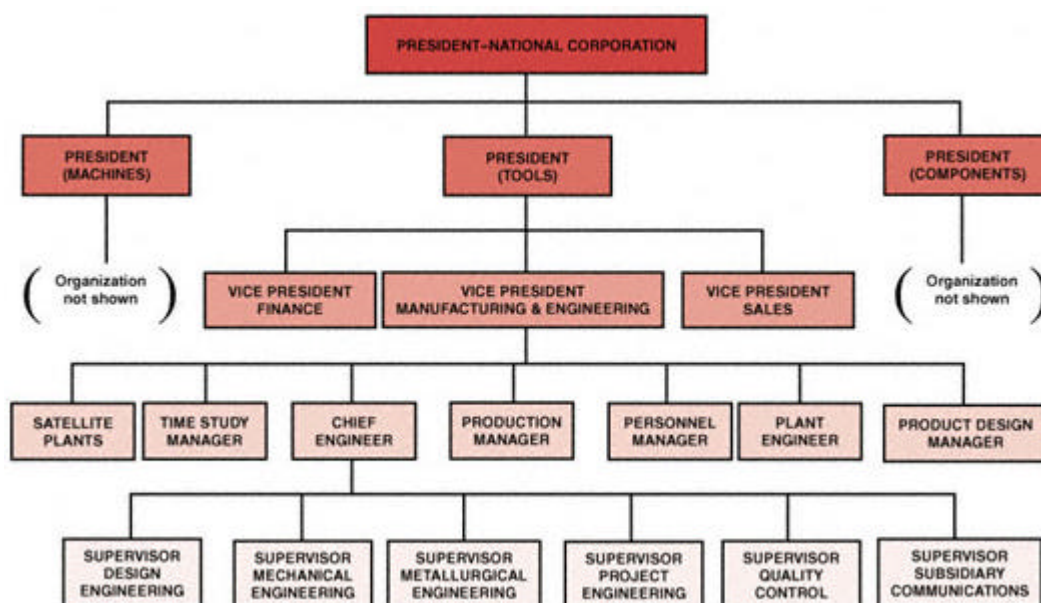 PRESIDENT–NATIONAL CORPORATION
PRESIDENT
(MACHINES)
PRESIDENT
(TOOLS)
PRESIDENT
(COMPONENTS)
( Organization
not shown )
VICE PRESIDENT
FINANCE
VICE PRESIDENT
MANUFACTURING & ENGINEERING
VICE PRESIDENT
SALES
( Organization
not shown )
SATELLITE
PLANTS
TIME STUDY
MANAGER
CHIEF
ENGINEER
PRODUCTION
MANAGER
PERSONNEL
MANAGER
PLANT
ENGINEER
PRODUCT DESIGN
MANAGER
SUPERVISOR
DESIGN
ENGINEERING
SUPERVISOR
MECHANICAL
ENGINEERING
SUPERVISOR
METALLURGICAL
ENGINEERING
SUPERVISOR
PROJECT
ENGINEERING
SUPERVISOR
QUALITY
CONTROL
SUPERVISOR
SUBSIDIARY
COMMUNICATIONS